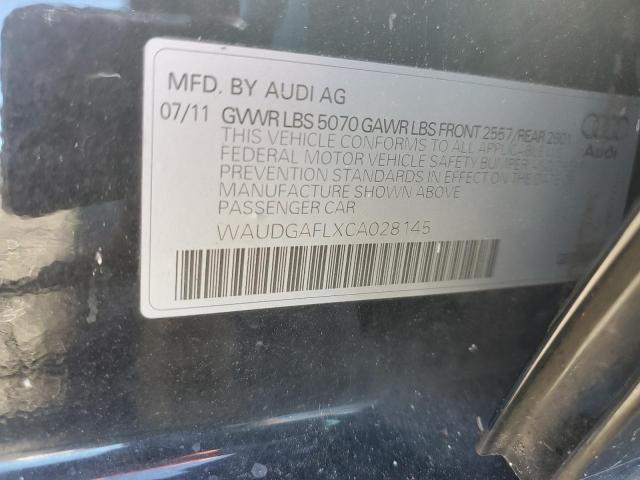 MFD. BY AUDI AG
07/11 GVWR LBS 5070 GAWR LBS FRONT 2557/REAR 2601
THIS VEHICLE CONFORMS TO ALL APPLICABLE
FEDERAL MOTOR VEHICLE SAFETY BUMPER
PREVENTION STANDARDS IN EFFECT ON THE DATE
MANUFACTURE SHOWN ABOVE
PASSENGER CAR
WAUDGAFLXCA028145
Audi